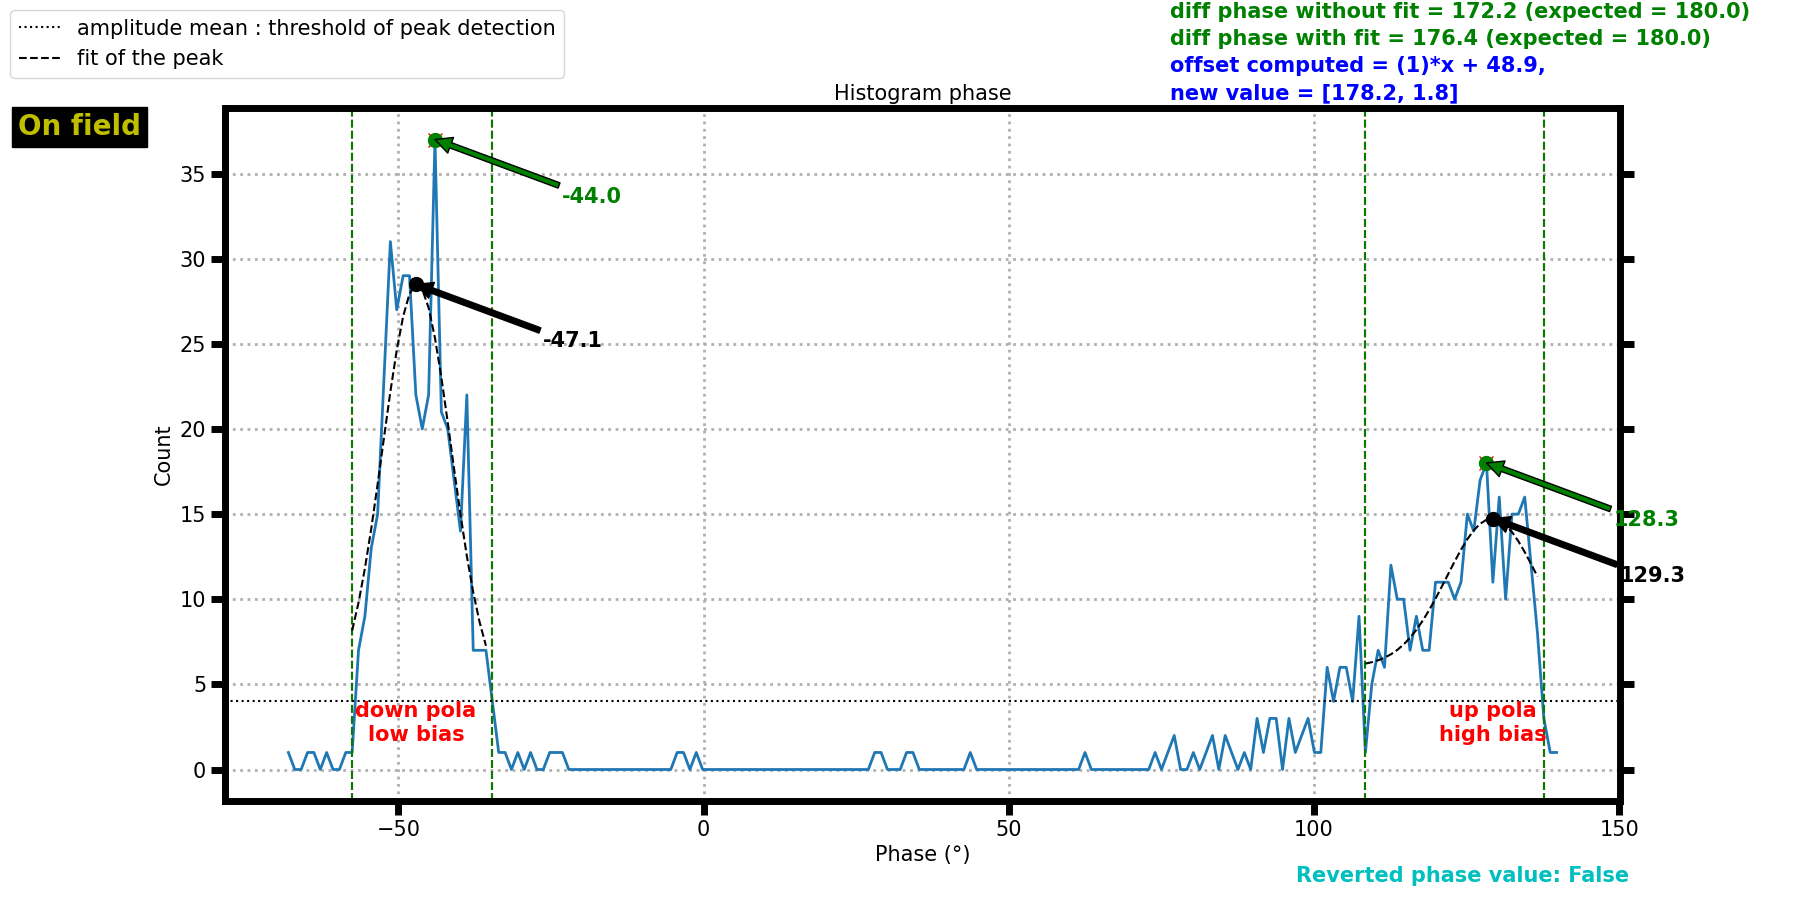 amplitude mean : threshold of peak detection
fit of the peak
diff phase without fit = 172.2 (expected = 180.0)
diff phase with fit = 176.4 (expected = 180.0)
offset computed = (1)*x + 48.9,
new value = [178.2, 1.8]
On field
Histogram phase
-44.0
-47.1
128.3
129.3
down pola
low bias
up pola
high bias
Count
35
30
25
20
15
10
5
0
−50
0
50
100
150
Phase (°)
Reverted phase value: False